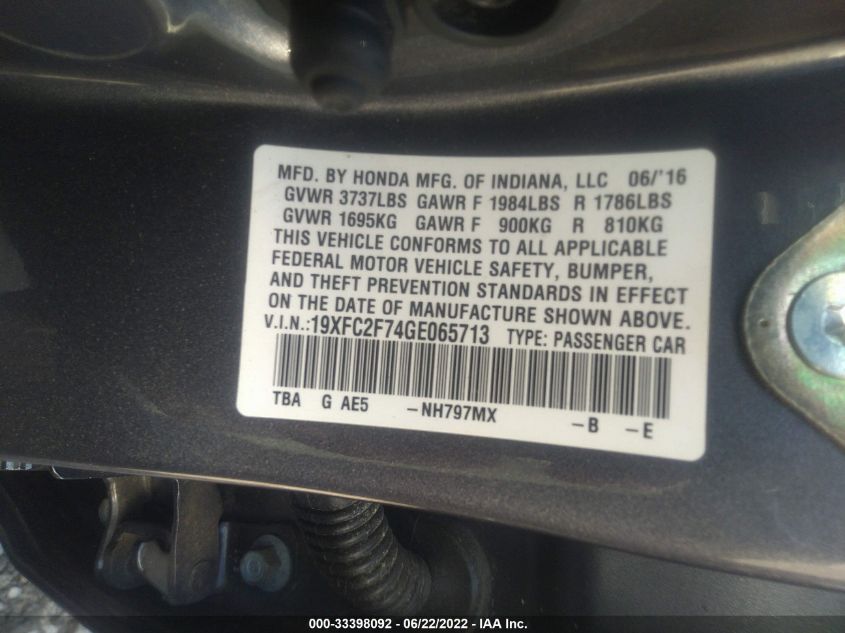 MFD. BY HONDA MFG. OF INDIANA, LLC 06/'16
GVWR 3737LBS GAWR F 1984LBS R 1786LBS
GVWR 1695KG GAWR F 900KG R 810KG
THIS VEHICLE CONFORMS TO ALL APPLICABLE
FEDERAL MOTOR VEHICLE SAFETY, BUMPER,
AND THEFT PREVENTION STANDARDS IN EFFECT
ON THE DATE OF MANUFACTURE SHOWN ABOVE.
V.I.N.:19XFC2F74GE065713 TYPE: PASSENGER CAR
TBA G AE5 -NH797MX -B -E
000-33398092 - 06/22/2022 - IAA Inc.